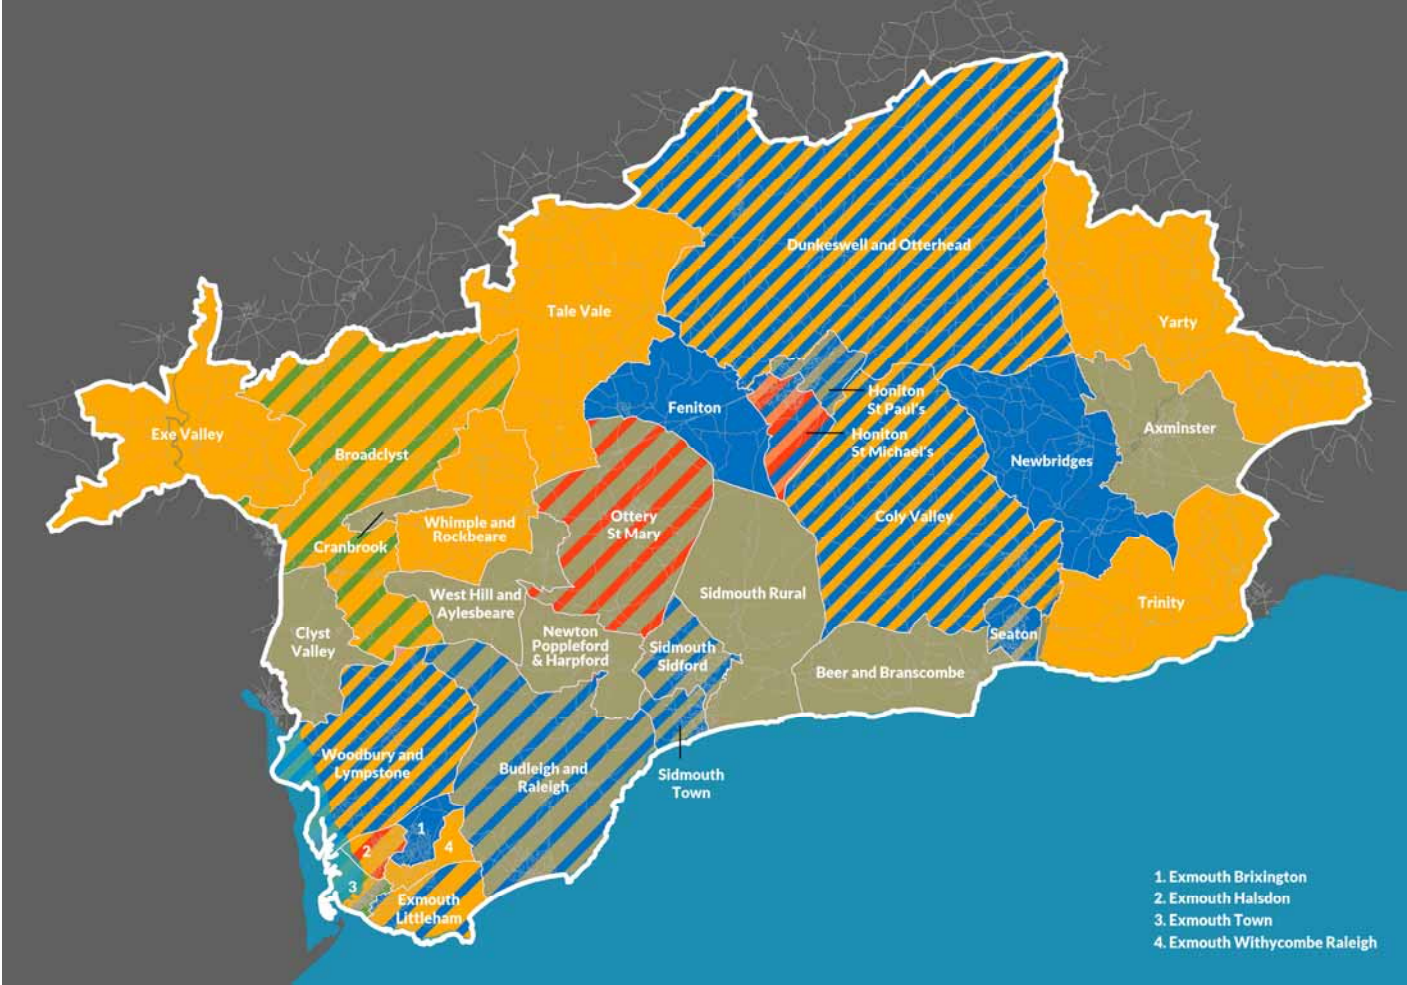 Dunkeswell and Otterhead
Tale Vale
Yarty
Honiton
St Paul's
Feniton
Axminster
Exe Valley
Honiton
St Michael's
Broadclyst
Newbridges
Coly Valley
Ottery
St Mary
Whimple and
Rockbeare
Cranbrook
Sidmouth Rural
West Hill and
Aylesbeare
Trinity
Clyst
Valley
Newton
Poppleford
& Harpford
Seaton
Sidmouth
Sidford
Beer and Branscombe
Woodbury and
Lympstone
Budleigh and
Raleigh
Sidmouth
Town
1
4
2
3
Exmouth
Littleham
1. Exmouth Brixington
2. Exmouth Halsdon
3. Exmouth Town
4. Exmouth Withycombe Raleigh